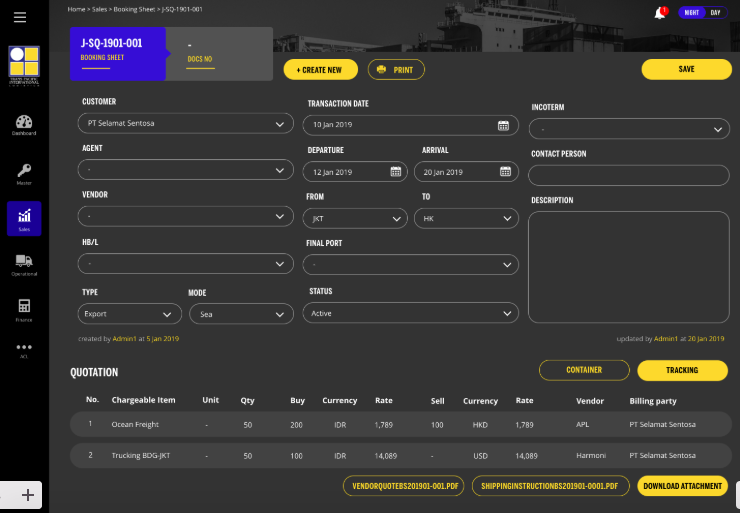 Home > Sales > Booking Sheet > J-SQ-1901-001
1
NIGHT DAY
J-SQ-1901-001
BOOKING SHEET
-
DOCS NO
+ CREATE NEW
PRINT
SAVE
TRANS PACIFIC
INTERNATIONAL
Dashboard
Master
Sales
Operational
Finance
ACL
CUSTOMER
PT Selamat Sentosa
AGENT
-
VENDOR
-
HB/L
-
TYPE MODE
Export Sea
TRANSACTION DATE
10 Jan 2019
DEPARTURE ARRIVAL
12 Jan 2019 20 Jan 2019
FROM TO
JKT HK
FINAL PORT
-
STATUS
Active
INCOTERM
-
CONTACT PERSON
DESCRIPTION
created by Admin1 at 5 Jan 2019
updated by Admin1 at 20 Jan 2019
QUOTATION
CONTAINER
TRACKING
No. Chargeable Item Unit Qty Buy Currency Rate Sell Currency Rate Vendor Billing party
1 Ocean Freight - 50 200 IDR 1,789 100 HKD 1,789 APL PT Selamat Sentosa
2 Trucking BDG-JKT - 50 100 IDR 14,089 - USD 14,089 Harmoni PT Selamat Sentosa
VENDORQUOTEBS201901-001.PDF
SHIPPINGINSTRUCTIONBS201901-0001.PDF
DOWNLOAD ATTACHMENT
+